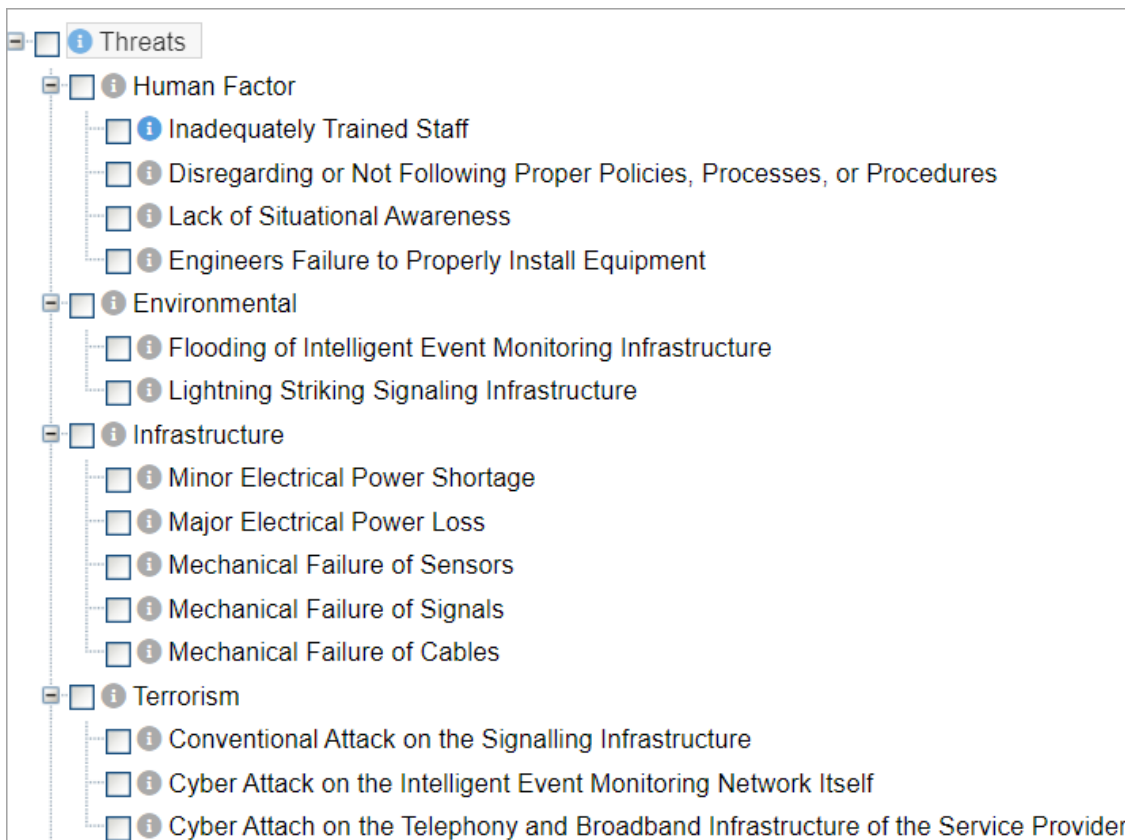 Threats
Human Factor
Inadequately Trained Staff
Disregarding or Not Following Proper Policies, Processes, or Procedures
Lack of Situational Awareness
Engineers Failure to Properly Install Equipment
Environmental
Flooding of Intelligent Event Monitoring Infrastructure
Lightning Striking Signaling Infrastructure
Infrastructure
Minor Electrical Power Shortage
Major Electrical Power Loss
Mechanical Failure of Sensors
Mechanical Failure of Signals
Mechanical Failure of Cables
Terrorism
Conventional Attack on the Signalling Infrastructure
Cyber Attack on the Intelligent Event Monitoring Network Itself
Cyber Attach on the Telephony and Broadband Infrastructure of the Service Provider